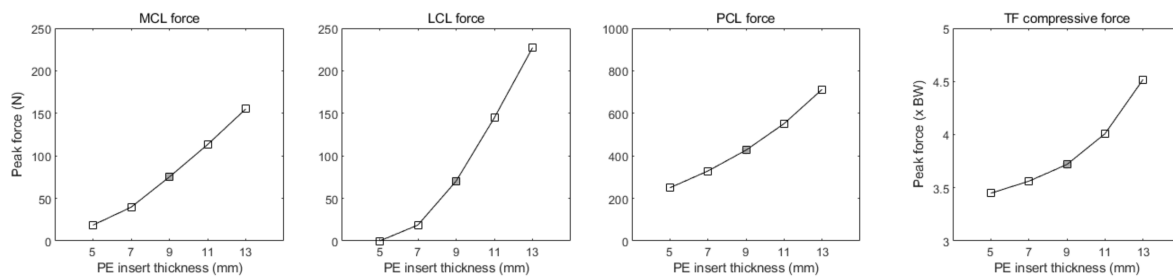 MCL force
250
200
150
100
50
0
5 7 9 11 13
PE insert thickness (mm)
Peak force (N)
LCL force
250
200
150
100
50
0
5 7 9 11 13
PE insert thickness (mm)
PCL force
1000
800
600
400
200
0
5 7 9 11 13
PE insert thickness (mm)
TF compressive force
5
4.5
4
3.5
3
5 7 9 11 13
PE insert thickness (mm)
Peak force (x BW)